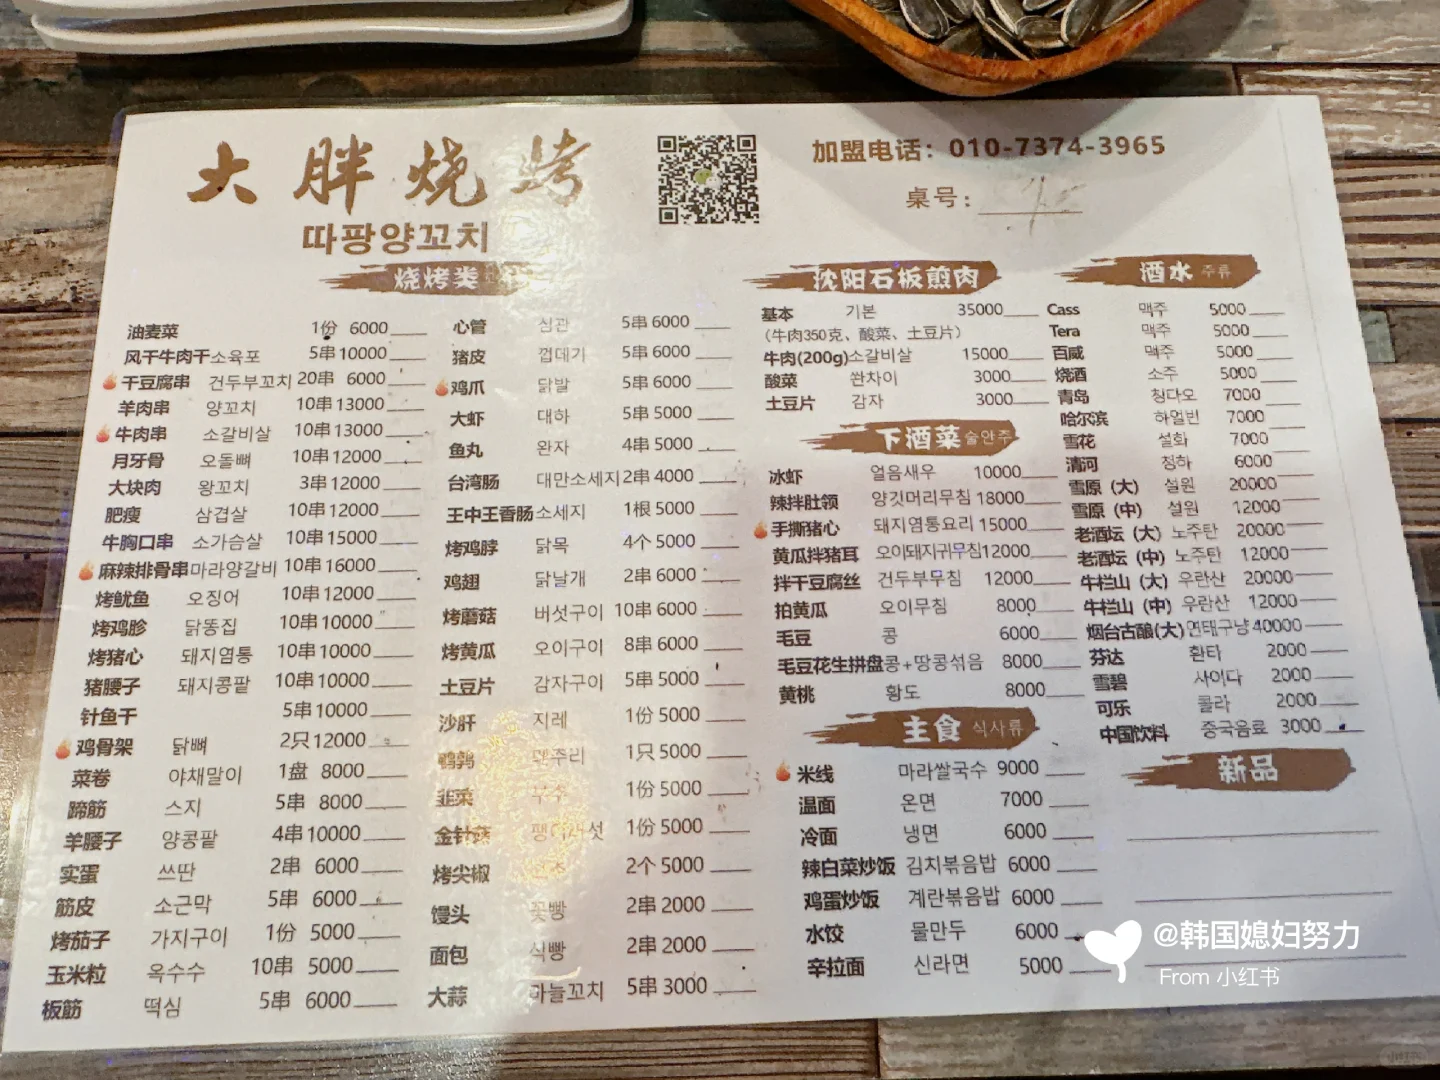 大胖烧烤
따팡양꼬치
加盟电话：010-7374-3965
桌号：
烧烤类
油麦菜 1份 6000
风干牛肉干 소육포 5串 10000
干豆腐串 건두부꼬치 20串 6000
羊肉串 양꼬치 10串 13000
牛肉串 소갈비살 10串 13000
月牙骨 오돌뼈 10串 12000
大块肉 왕꼬치 3串 12000
肥瘦 삼겹살 10串 12000
牛胸口串 소가슴살 10串 15000
麻辣排骨串 마라양갈비 10串 16000
烤鱿鱼 오징어 10串 12000
烤鸡胗 닭똥집 10串 10000
烤猪心 돼지염통 10串 10000
猪腰子 돼지콩팥 10串 10000
针鱼干 5串 10000
鸡骨架 닭뼈 2只 12000
菜卷 야채말이 1盘 8000
蹄筋 스지 5串 8000
羊腰子 양콩팥 4串 10000
实蛋 쓰딴 2串 6000
筋皮 소근막 5串 6000
烤茄子 가지구이 1份 5000
玉米粒 옥수수 10串 5000
板筋 떡심 5串 6000
心管 심관 5串 6000
猪皮 껍데기 5串 6000
鸡爪 닭발 5串 6000
大虾 대하 5串 5000
鱼丸 완자 4串 5000
台湾肠 대만소세지 2串 4000
王中王香肠 소세지 1根 5000
烤鸡脖 닭목 4个 5000
鸡翅 닭날개 2串 6000
烤蘑菇 버섯구이 10串 6000
烤黄瓜 오이구이 8串 6000
土豆片 감자구이 5串 5000
沙肝 지레 1份 5000
鹌鹑 1只 5000
韭菜 1份 5000
金针菇 1份 5000
烤尖椒 2个 5000
馒头 꽃빵 2串 2000
面包 식빵 2串 2000
大蒜 마늘꼬치 5串 3000
沈阳石板煎肉
基本 기본 35000
（牛肉350克、酸菜、土豆片）
牛肉(200g) 소갈비살 15000
酸菜 쏸차이 3000
土豆片 감자 3000
下酒菜 술안주
冰虾 얼음새우 10000
辣拌肚领 양깃머리무침 18000
手撕猪心 돼지염통요리 15000
黄瓜拌猪耳 오이돼지귀무침 12000
拌干豆腐丝 건두부무침 12000
拍黄瓜 오이무침 8000
毛豆 콩 6000
毛豆花生拼盘 콩+땅콩섞음 8000
黄桃 황도 8000
主食 식사류
米线 마라쌀국수 9000
温面 온면 7000
冷面 냉면 6000
辣白菜炒饭 김치볶음밥 6000
鸡蛋炒饭 계란볶음밥 6000
水饺 물만두 6000
辛拉面 신라면 5000
酒水 주류
Cass 맥주 5000
Tera 맥주 5000
百威 맥주 5000
烧酒 소주 5000
青岛 청다오 7000
哈尔滨 하얼빈 7000
雪花 설화 7000
清河 청하 6000
雪原（大） 설원 20000
雪原（中） 설원 12000
老酒坛（大） 노주탄 20000
老酒坛（中） 노주탄 12000
牛栏山（大） 우란산 20000
牛栏山（中） 우란산 12000
烟台古酿(大) 연태구냥 40000
芬达 환타 2000
雪碧 사이다 2000
可乐 콜라 2000
中国饮料 중국음료 3000
新品
@韩国媳妇努力
From 小红书